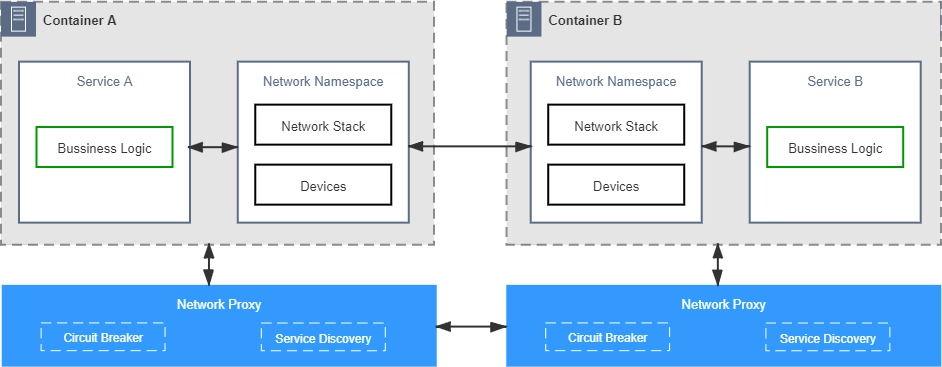 Container A
Container B
Service A
Network Namespace
Network Namespace
Service B
Network Stack
Network Stack
Bussiness Logic
Bussiness Logic
Devices
Devices
Network Proxy
Network Proxy
Circuit Breaker
Service Discovery
Circuit Breaker
Service Discovery